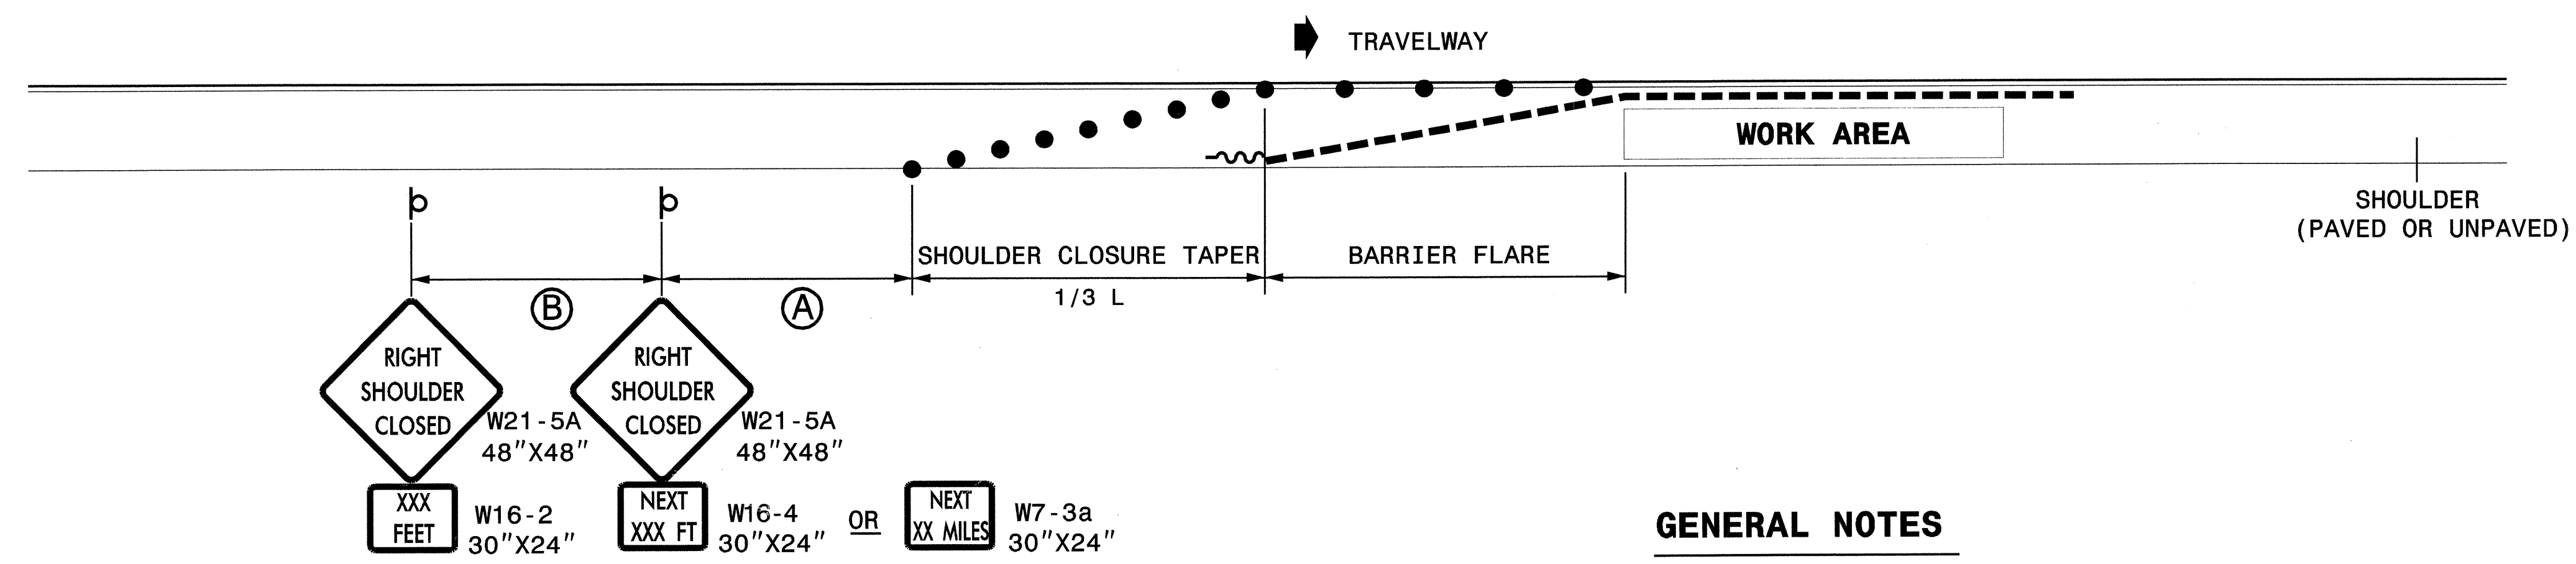 TRAVELWAY
WORK AREA
SHOULDER
(PAVED OR UNPAVED)
SHOULDER CLOSURE TAPER
BARRIER FLARE
1/3 L
B
A
RIGHT
SHOULDER
CLOSED
W21-5A
48"X48"
RIGHT
SHOULDER
CLOSED
W21-5A
48"X48"
XXX
FEET
W16-2
30"X24"
NEXT
XXX FT
W16-4
30"X24"
OR
NEXT
XX MILES
W7-3a
30"X24"
GENERAL NOTES